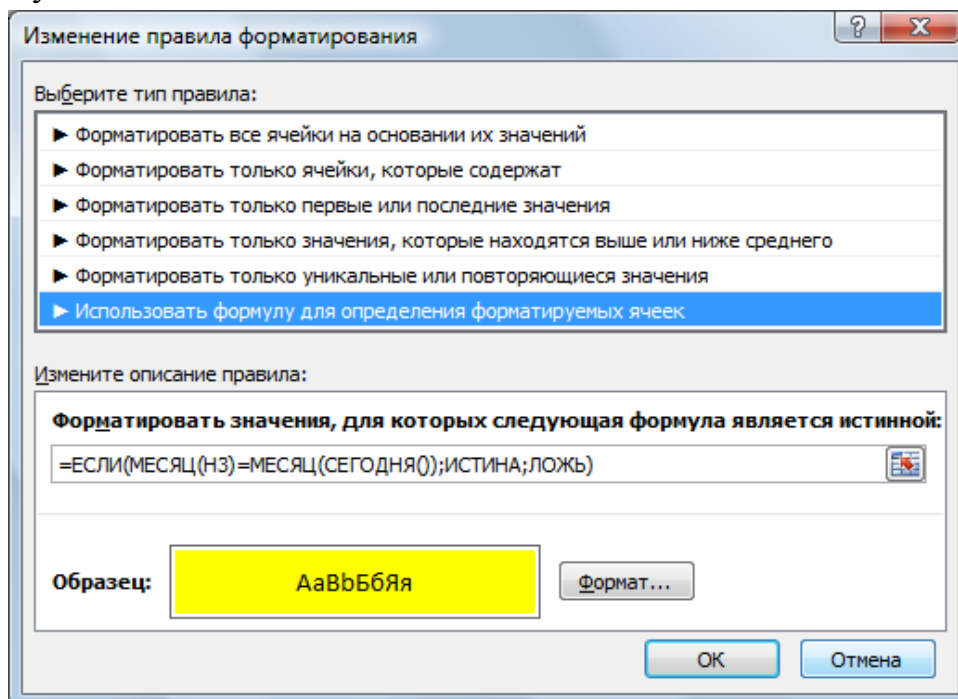 Изменение правила форматирования
Выберите тип правила:
► Форматировать все ячейки на основании их значений
► Форматировать только ячейки, которые содержат
► Форматировать только первые или последние значения
► Форматировать только значения, которые находятся выше или ниже среднего
► Форматировать только уникальные или повторяющиеся значения
► Использовать формулу для определения форматируемых ячеек
Измените описание правила:
Форматировать значения, для которых следующая формула является истинной:
=ЕСЛИ(МЕСЯЦ(H3)=МЕСЯЦ(СЕГОДНЯ());ИСТИНА;ЛОЖЬ)
Образец:
АаBbБбЯя
Формат...
ОК
Отмена